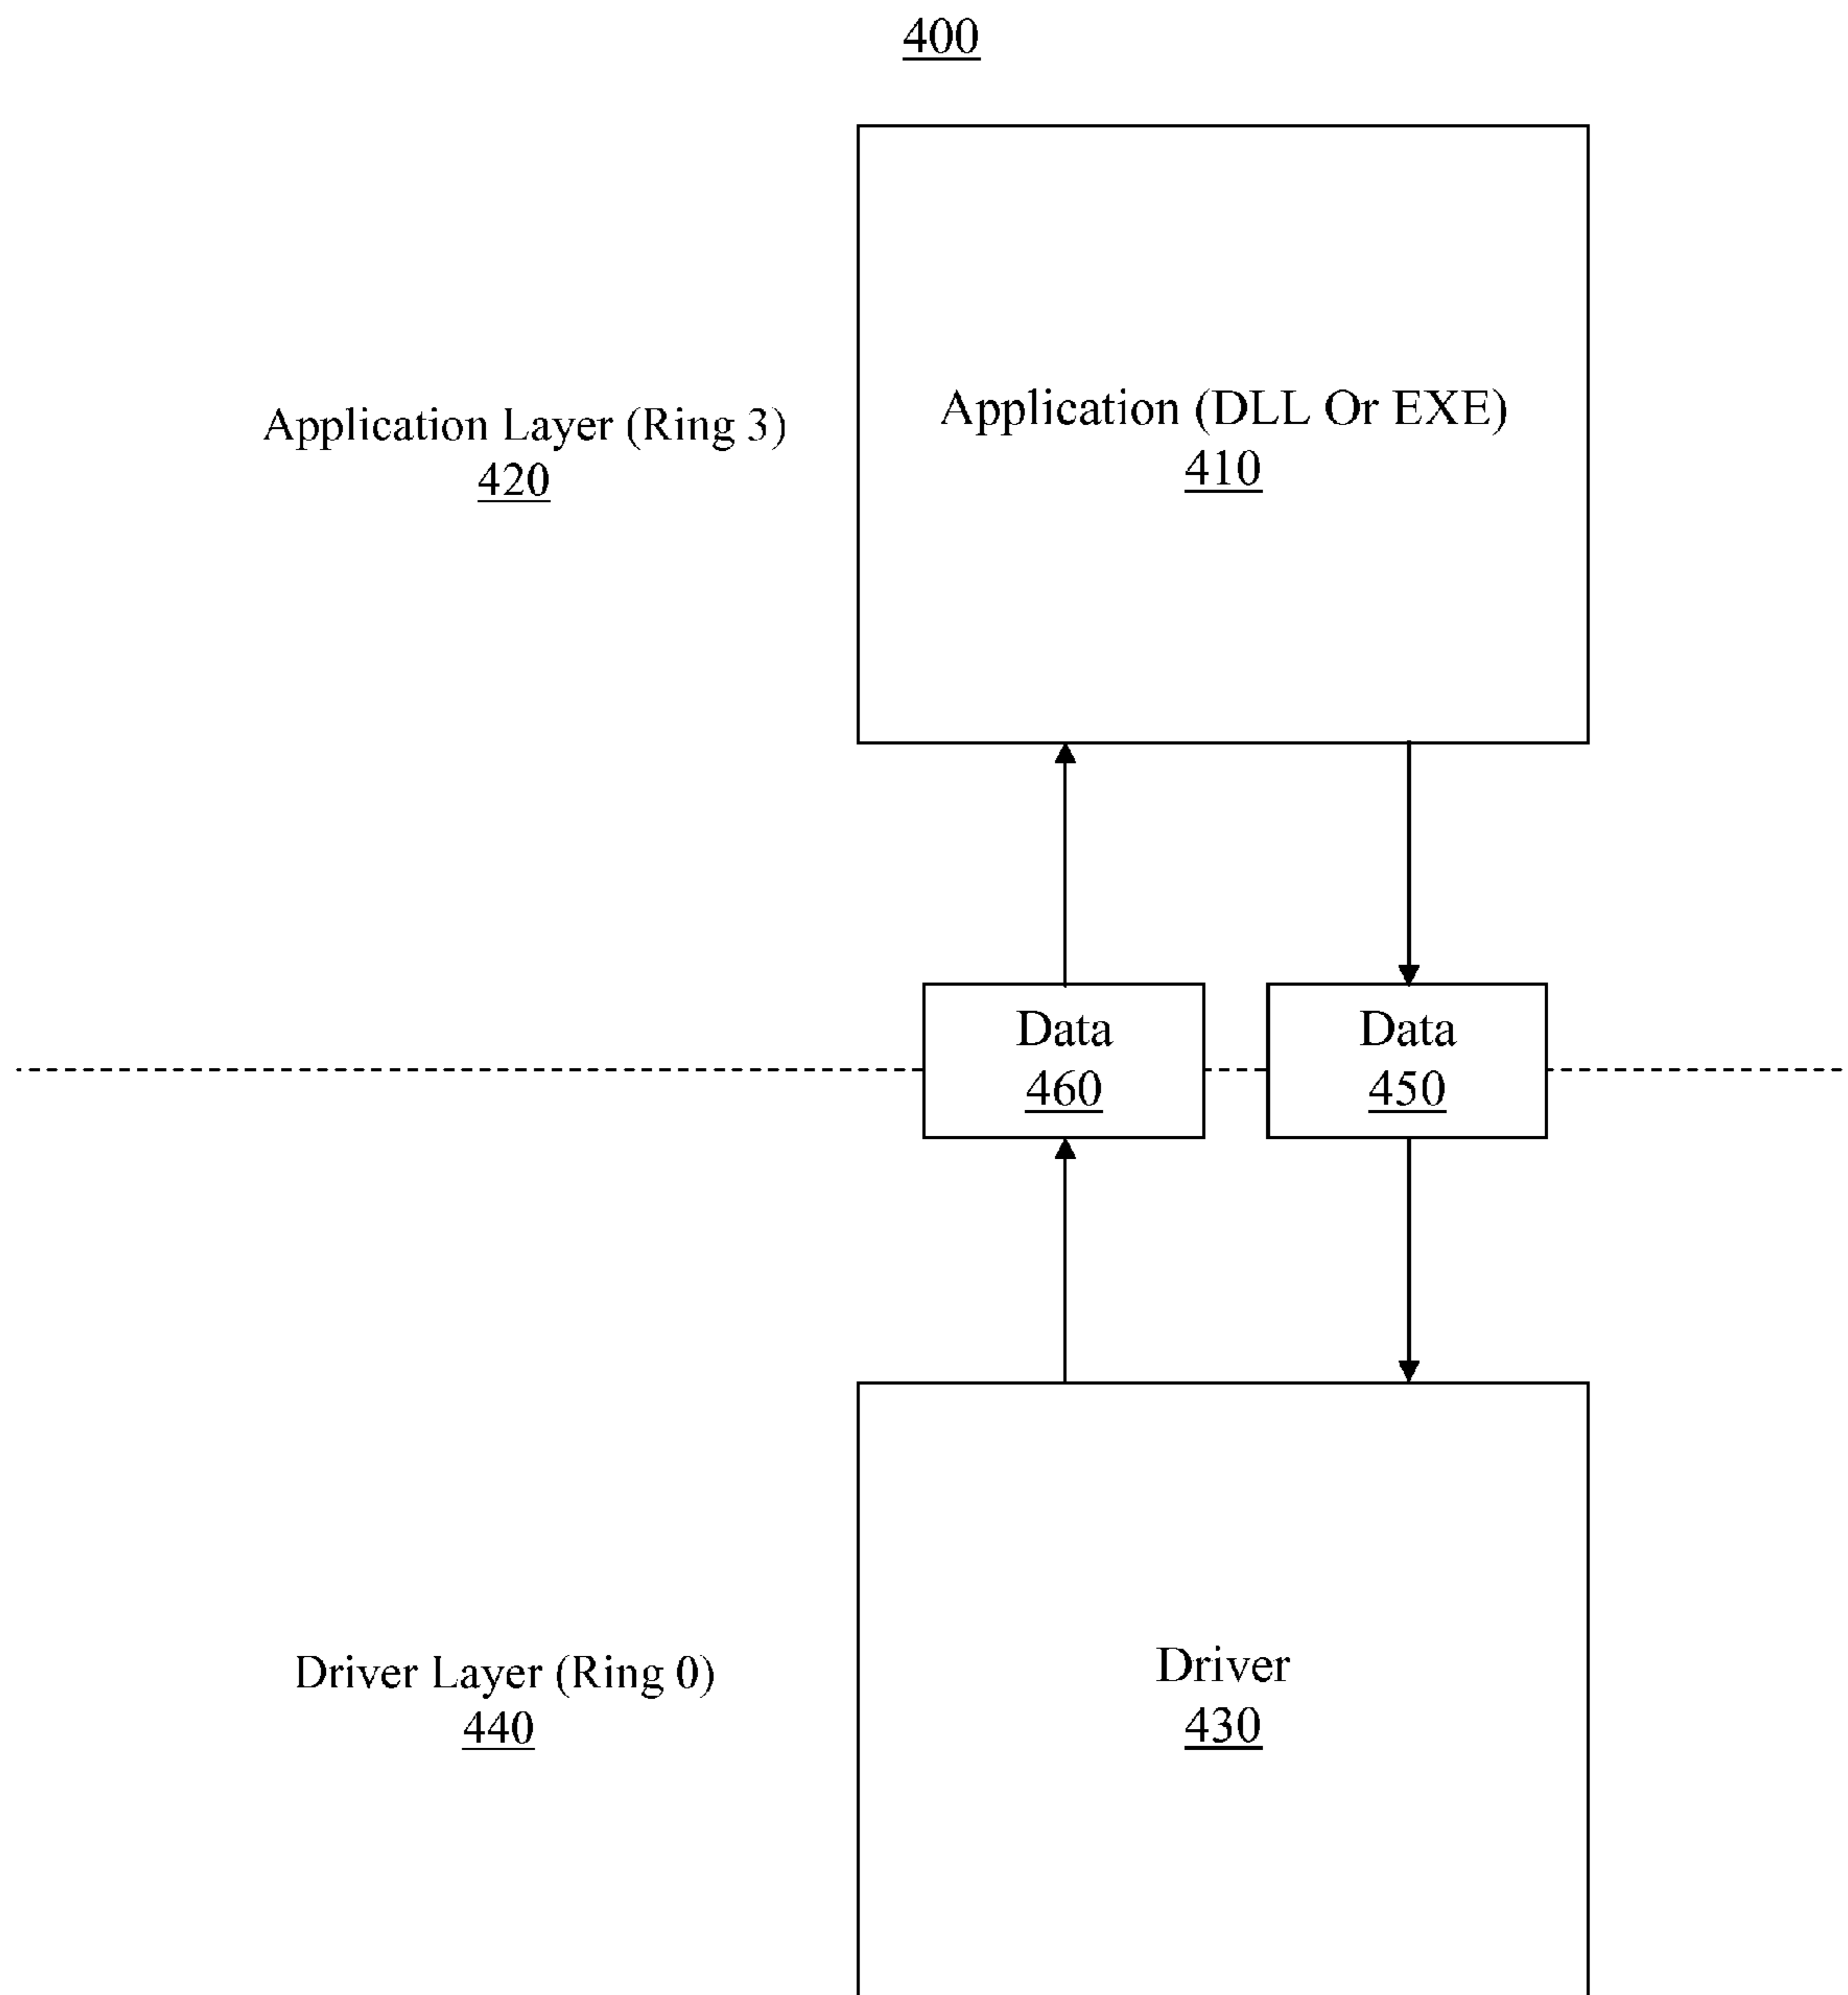 400
Application (DLL Or EXE)
410
Application Layer (Ring 3)
420
Data
460
Data
450
Driver
430
Driver Layer (Ring 0)
440